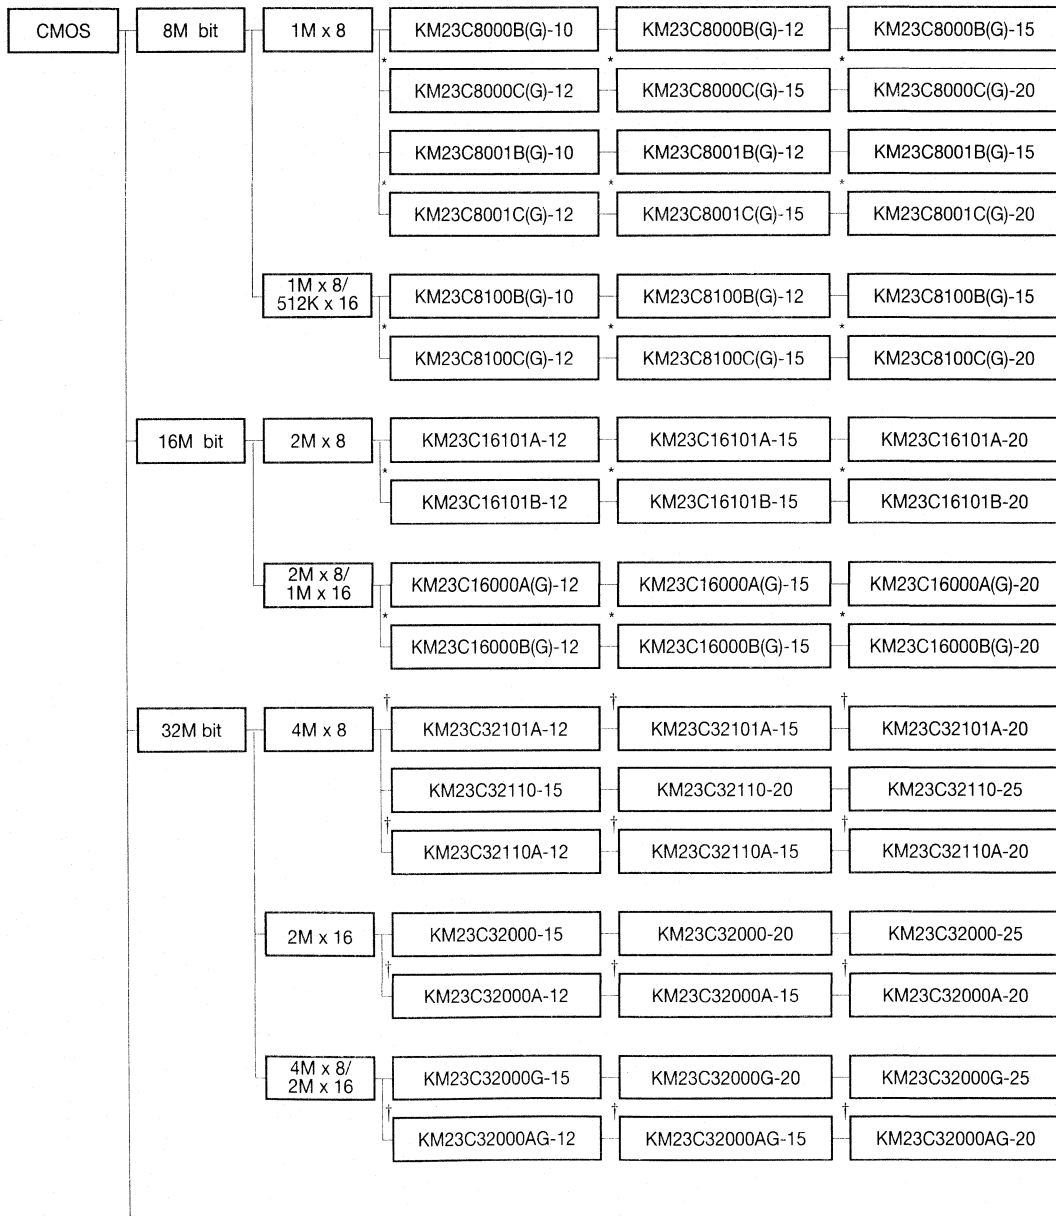 CMOS 8M bit 1M x 8 KM23C8000B(G)-10 KM23C8000B(G)-12 KM23C8000B(G)-15
* * *
KM23C8000C(G)-12 KM23C8000C(G)-15 KM23C8000C(G)-20
KM23C8001B(G)-10 KM23C8001B(G)-12 KM23C8001B(G)-15
* * *
KM23C8001C(G)-12 KM23C8001C(G)-15 KM23C8001C(G)-20
1M x 8/
512K x 16 KM23C8100B(G)-10 KM23C8100B(G)-12 KM23C8100B(G)-15
* * *
KM23C8100C(G)-12 KM23C8100C(G)-15 KM23C8100C(G)-20
16M bit 2M x 8 KM23C16101A-12 KM23C16101A-15 KM23C16101A-20
* * *
KM23C16101B-12 KM23C16101B-15 KM23C16101B-20
2M x 8/
1M x 16 KM23C16000A(G)-12 KM23C16000A(G)-15 KM23C16000A(G)-20
* * *
KM23C16000B(G)-12 KM23C16000B(G)-15 KM23C16000B(G)-20
† † †
32M bit 4M x 8 KM23C32101A-12 KM23C32101A-15 KM23C32101A-20
KM23C32110-15 KM23C32110-20 KM23C32110-25
† † †
KM23C32110A-12 KM23C32110A-15 KM23C32110A-20
2M x 16 KM23C32000-15 KM23C32000-20 KM23C32000-25
† † †
KM23C32000A-12 KM23C32000A-15 KM23C32000A-20
4M x 8/
2M x 16 KM23C32000G-15 KM23C32000G-20 KM23C32000G-25
† † †
KM23C32000AG-12 KM23C32000AG-15 KM23C32000AG-20